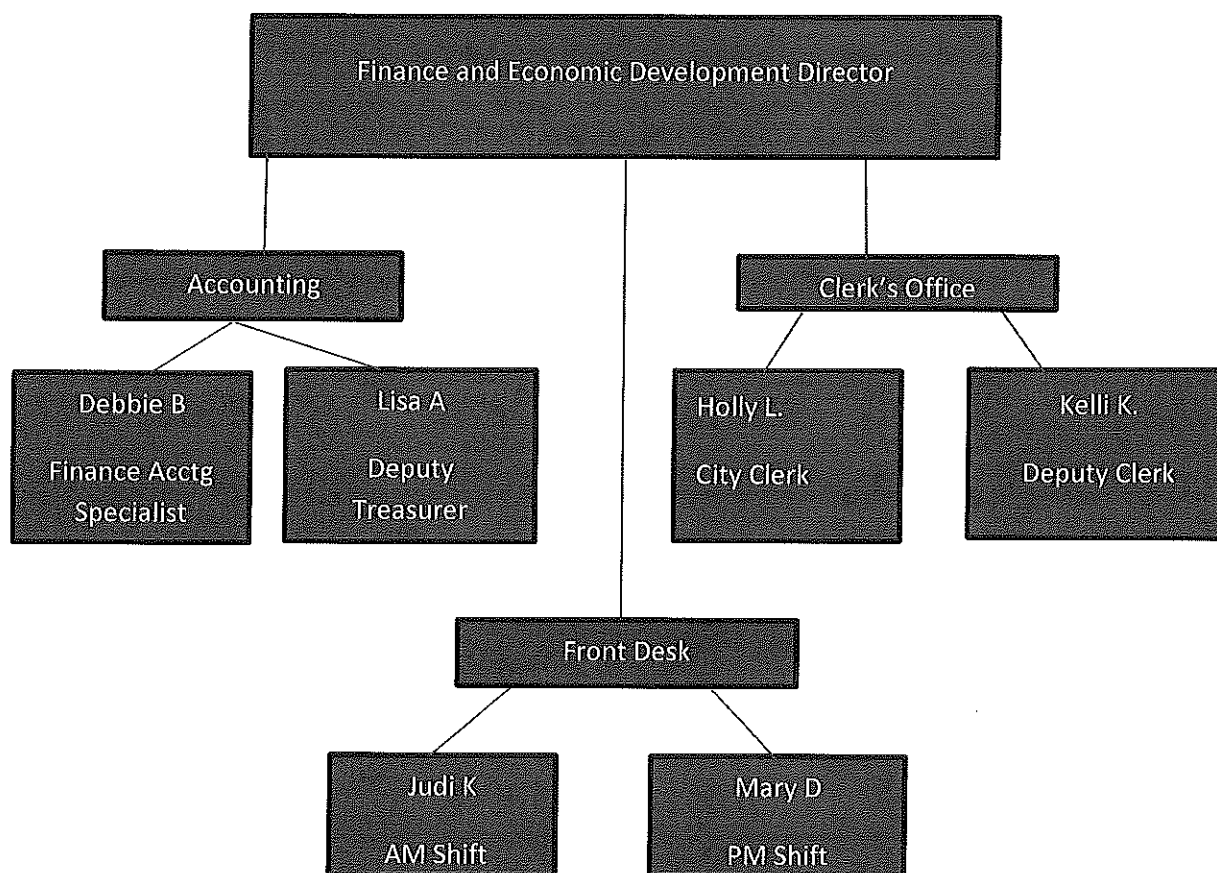 Finance and Economic Development Director
Accounting
Clerk's Office
Debbie B
Finance Acctg
Specialist
Lisa A
Deputy
Treasurer
Holly L.
City Clerk
Kelli K.
Deputy Clerk
Front Desk
Judi K
AM Shift
Mary D
PM Shift